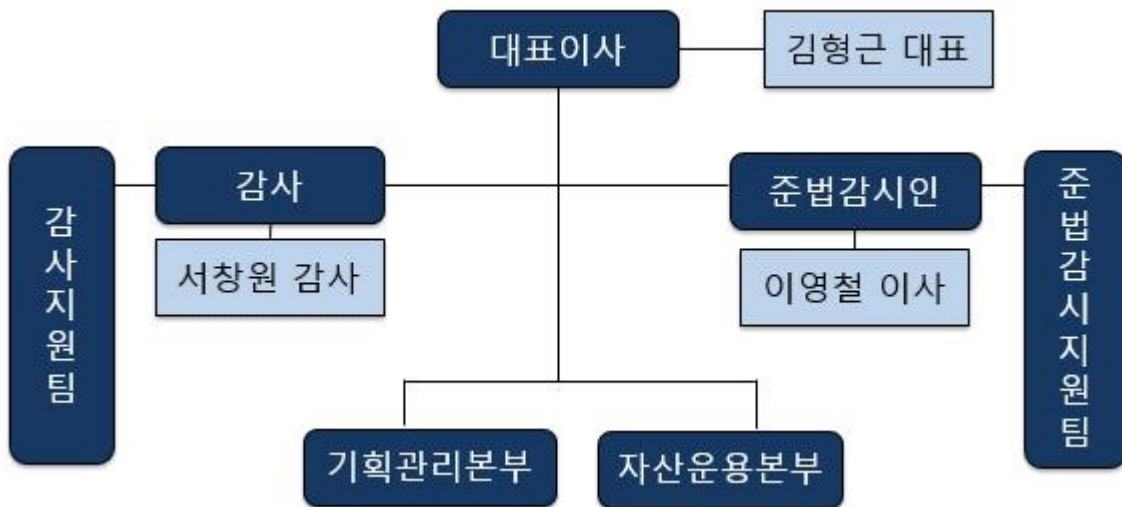 대표이사
김형근 대표
감사
준법감시인
감사지원팀
준법감시지원팀
서창원 감사
이영철 이사
기획관리본부
자산운용본부